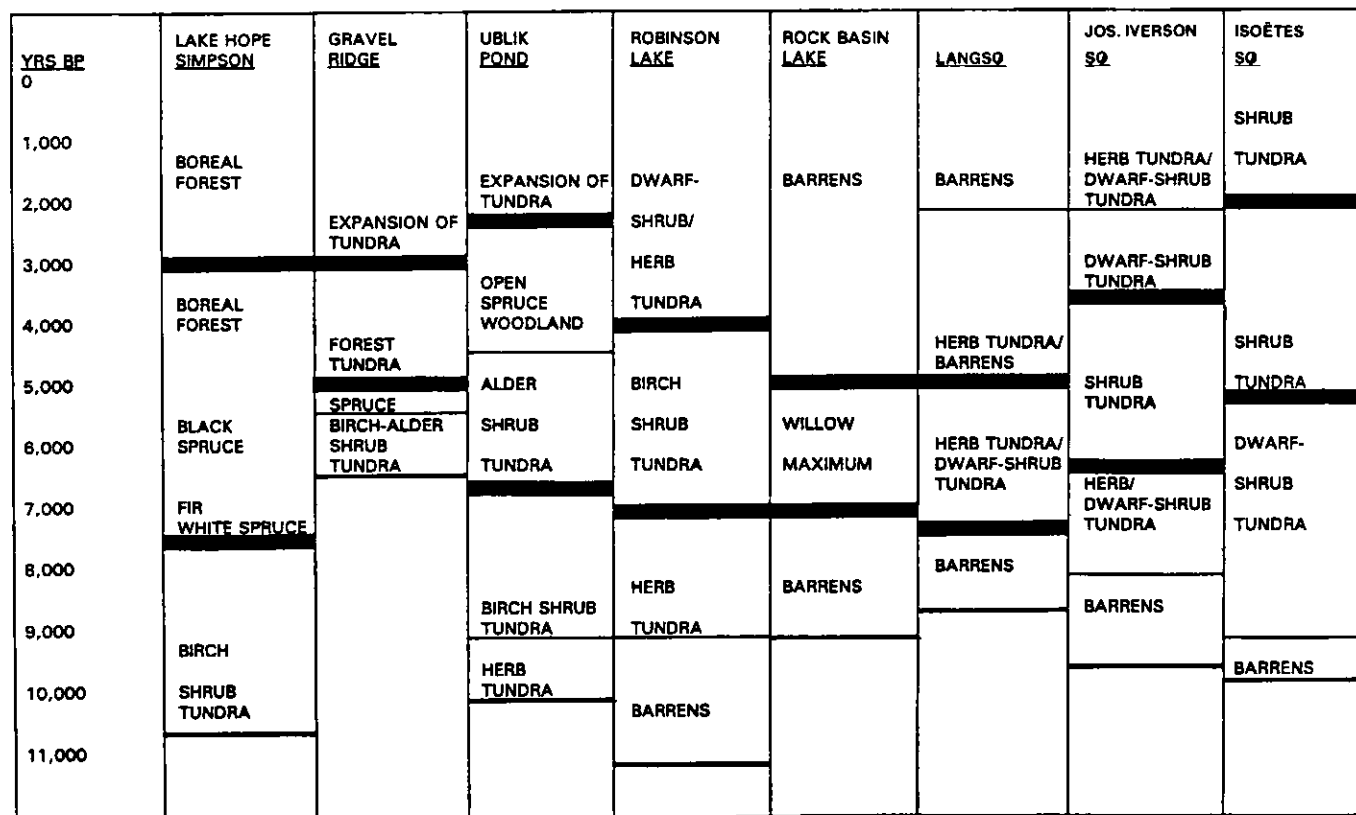 YRS BP
0
1,000
2,000
3,000
4,000
5,000
6,000
7,000
8,000
9,000
10,000
11,000
LAKE HOPE
SIMPSON
BOREAL
FOREST
BOREAL
FOREST
BLACK
SPRUCE
FIR
WHITE SPRUCE
BIRCH
SHRUB
TUNDRA
GRAVEL
RIDGE
EXPANSION OF
TUNDRA
FOREST
TUNDRA
SPRUCE
BIRCH-ALDER
SHRUB
TUNDRA
UBLIK
POND
EXPANSION OF
TUNDRA
OPEN
SPRUCE
WOODLAND
ALDER
SHRUB
TUNDRA
BIRCH SHRUB
TUNDRA
HERB
TUNDRA
ROBINSON
LAKE
DWARF-
SHRUB/
HERB
TUNDRA
BIRCH
SHRUB
TUNDRA
HERB
TUNDRA
BARRENS
ROCK BASIN
LAKE
BARRENS
WILLOW
MAXIMUM
BARRENS
LANGSØ
BARRENS
HERB TUNDRA/
BARRENS
HERB TUNDRA/
DWARF-SHRUB
TUNDRA
BARRENS
JOS. IVERSON
SØ
HERB TUNDRA/
DWARF-SHRUB
TUNDRA
DWARF-SHRUB
TUNDRA
SHRUB
TUNDRA
HERB/
DWARF-SHRUB
TUNDRA
BARRENS
ISOËTES
SØ
SHRUB
TUNDRA
SHRUB
TUNDRA
DWARF-
SHRUB
TUNDRA
BARRENS